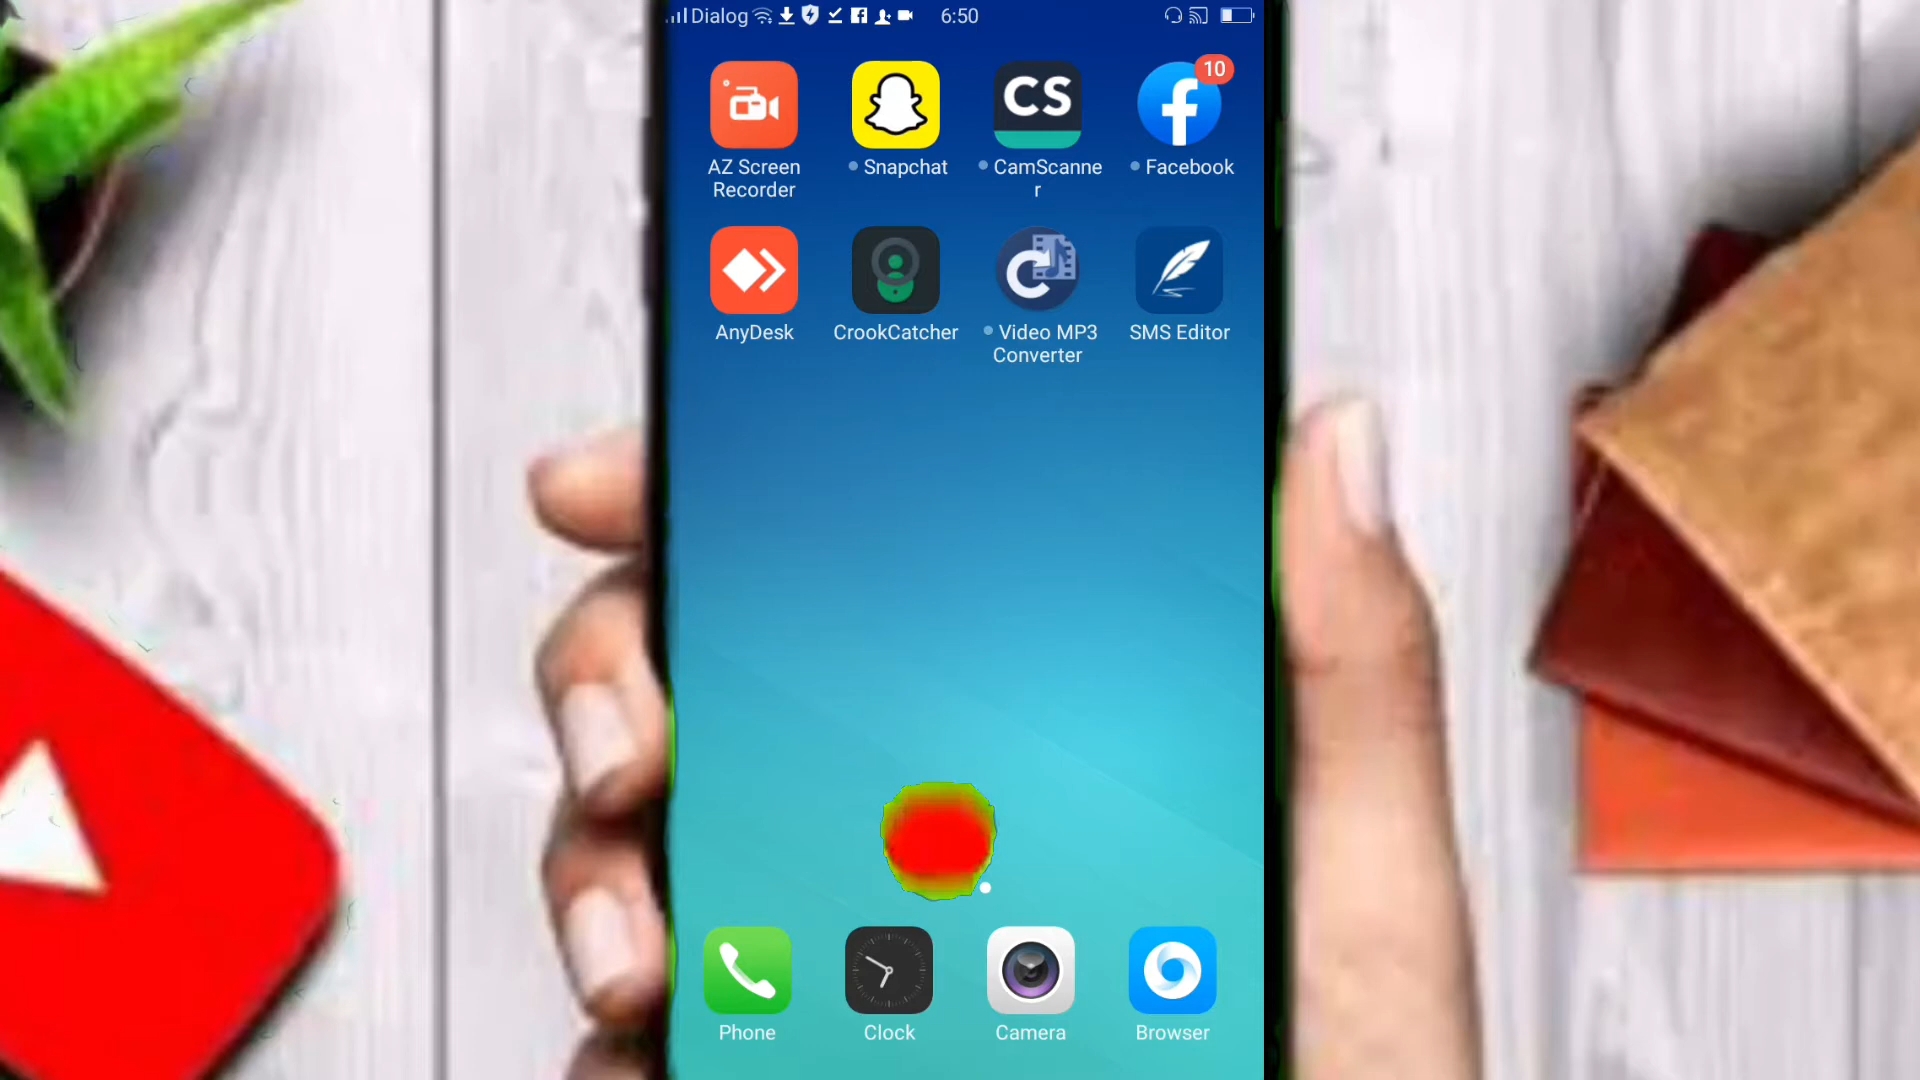 Dialog 6:50
10
CS
AZ Screen Recorder
Snapchat
CamScanne
r
Facebook
AnyDesk
CrookCatcher
Video MP3
Converter
SMS Editor
Phone
Clock
Camera
Browser